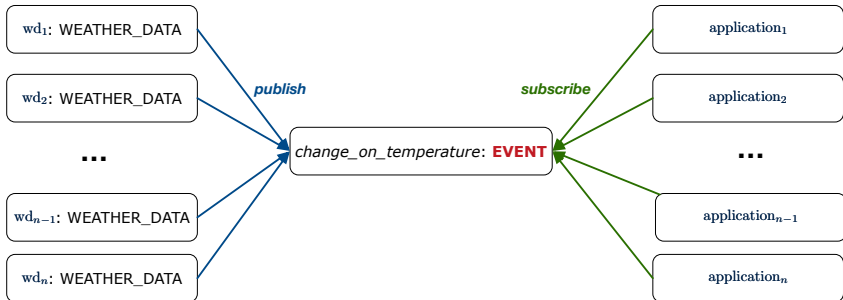 wd₁: WEATHER_DATA
wd₂: WEATHER_DATA
...
wdₙ₋₁: WEATHER_DATA
wdₙ: WEATHER_DATA
publish
change_on_temperature: EVENT
subscribe
application₁
application₂
...
applicationₙ₋₁
applicationₙ